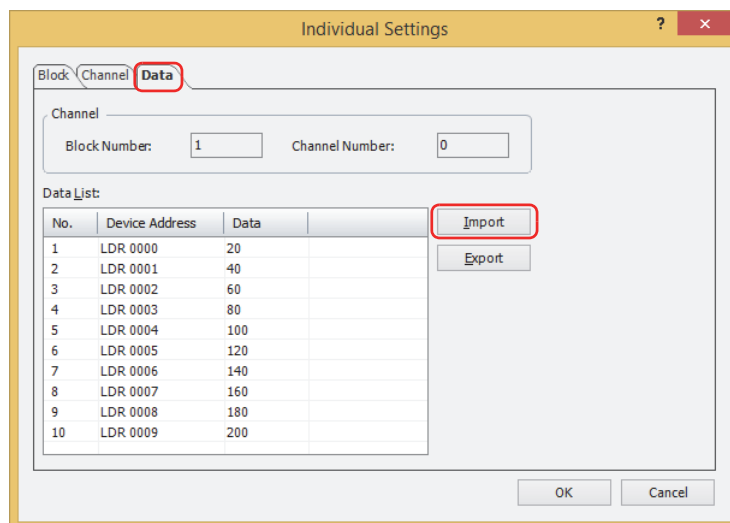 Individual Settings ? ×
Block Channel Data
Channel
Block Number: 1 Channel Number: 0
Data List:
No. Device Address Data
Import
1 LDR 0000 20
Export
2 LDR 0001 40
3 LDR 0002 60
4 LDR 0003 80
5 LDR 0004 100
6 LDR 0005 120
7 LDR 0006 140
8 LDR 0007 160
9 LDR 0008 180
10 LDR 0009 200
OK Cancel